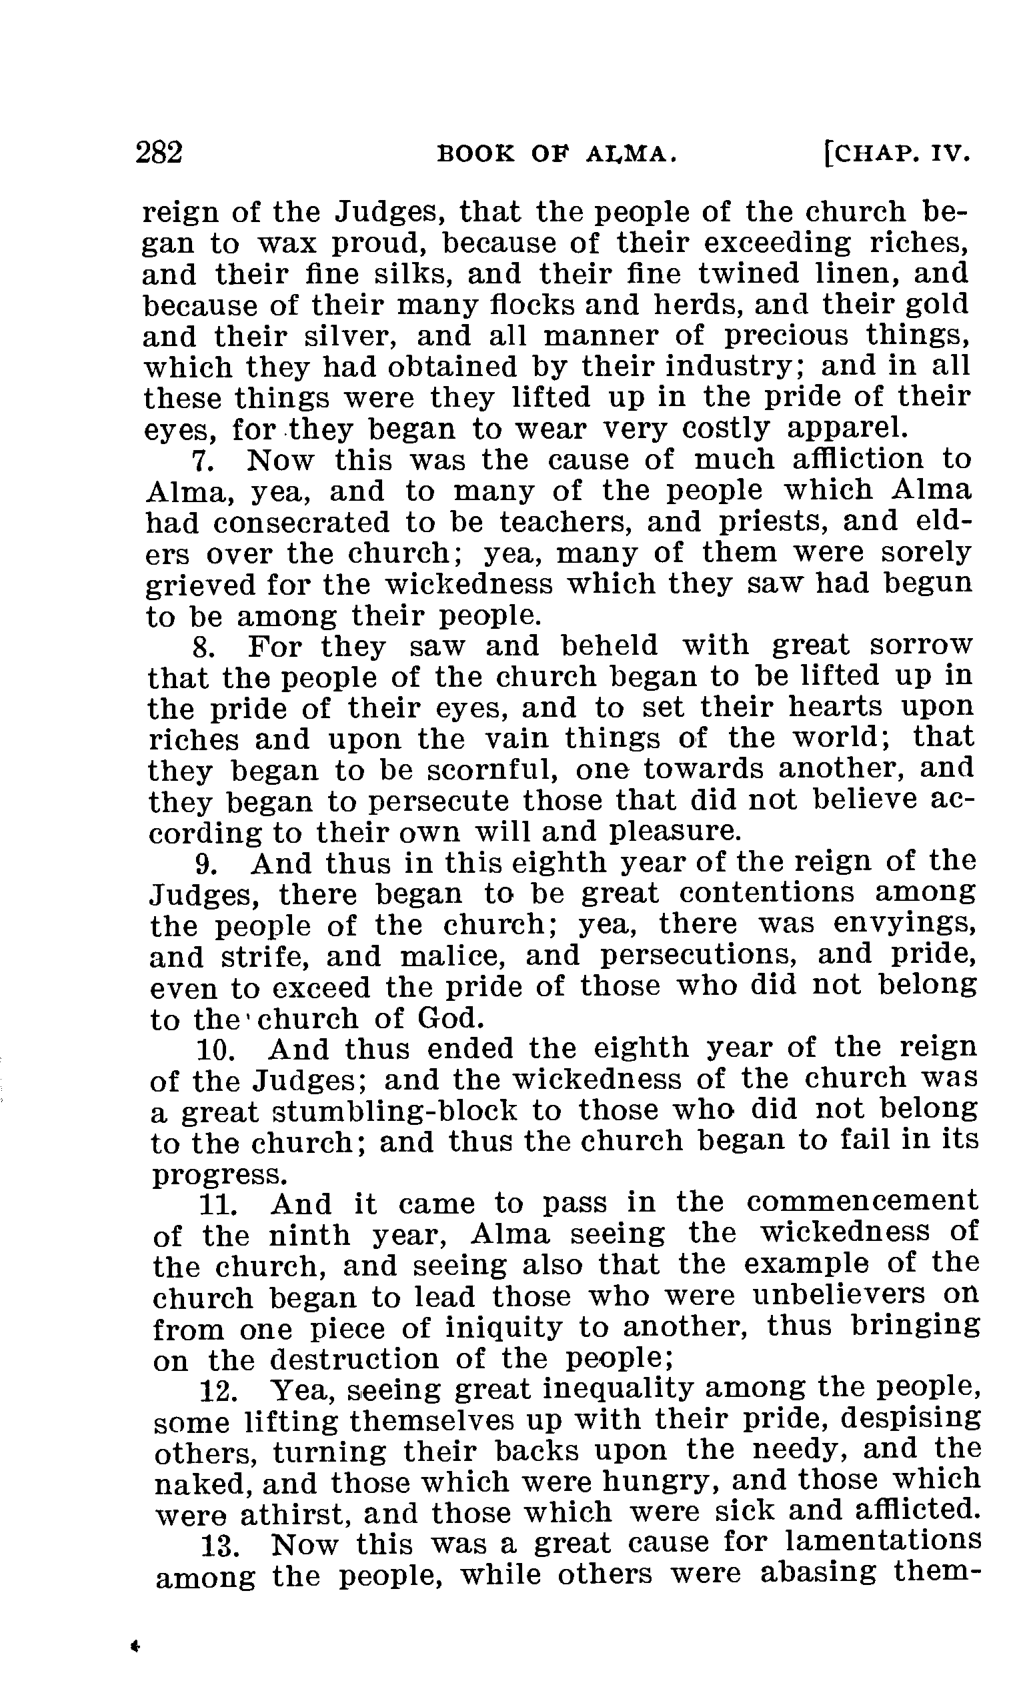 282 BOOK OF ALMA. [CHAP. IV.
reign of the Judges, that the people of the church be-
gan to wax proud, because of their exceeding riches,
and their fine silks, and their fine twined linen, and
because of their many flocks and herds, and their gold
and their silver, and all manner of precious things,
which they had obtained by their industry; and in all
these things were they lifted up in the pride of their
eyes, for they began to wear very costly apparel.
7. Now this was the cause of much affliction to
Alma, yea, and to many of the people which Alma
had consecrated to be teachers, and priests, and eld-
ers over the church; yea, many of them were sorely
grieved for the wickedness which they saw had begun
to be among their people.
8. For they saw and beheld with great sorrow
that the people of the church began to be lifted up in
the pride of their eyes, and to set their hearts upon
riches and upon the vain things of the world; that
they began to be scornful, one towards another, and
they began to persecute those that did not believe ac-
cording to their own will and pleasure.
9. And thus in this eighth year of the reign of the
Judges, there began to be great contentions among
the people of the church; yea, there was envyings,
and strife, and malice, and persecutions, and pride,
even to exceed the pride of those who did not belong
to the church of God.
10. And thus ended the eighth year of the reign
of the Judges; and the wickedness of the church was
a great stumbling-block to those who did not belong
to the church; and thus the church began to fail in its
progress.
11. And it came to pass in the commencement
of the ninth year, Alma seeing the wickedness of
the church, and seeing also that the example of the
church began to lead those who were unbelievers on
from one piece of iniquity to another, thus bringing
on the destruction of the people;
12. Yea, seeing great inequality among the people,
some lifting themselves up with their pride, despising
others, turning their backs upon the needy, and the
naked, and those which were hungry, and those which
were athirst, and those which were sick and afflicted.
13. Now this was a great cause for lamentations
among the people, while others were abasing them-